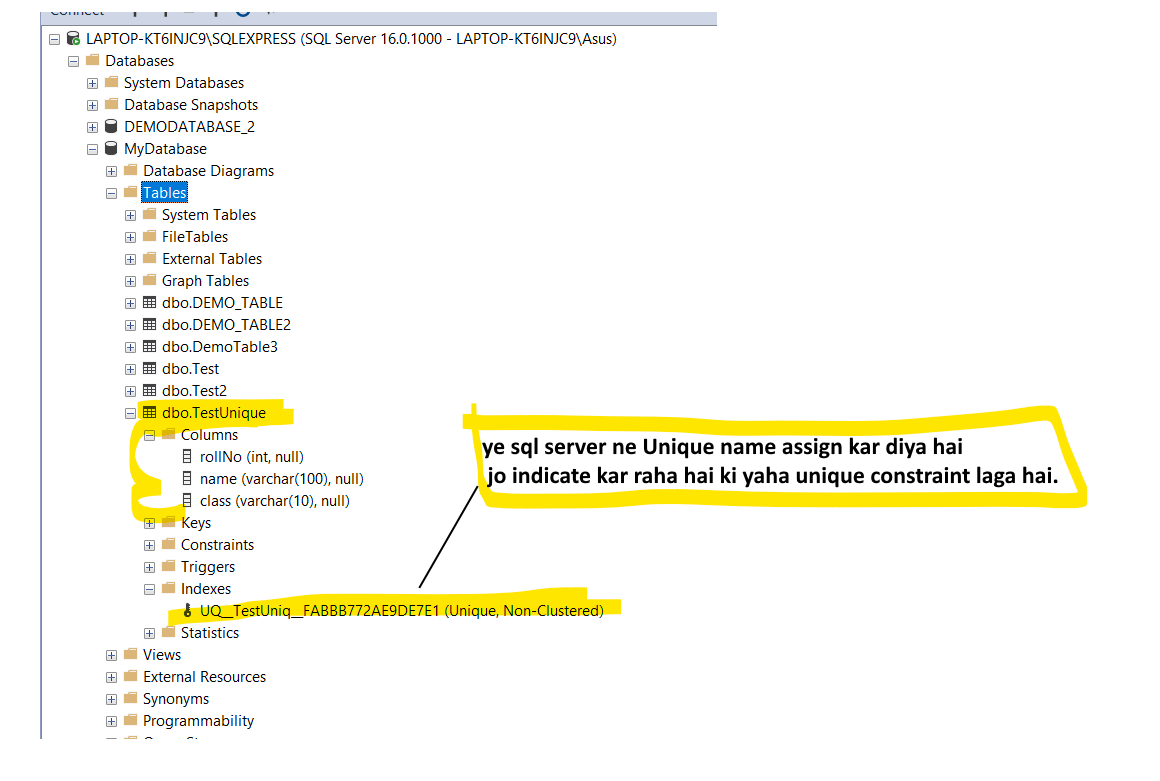 LAPTOP-KT6INJC9\SQLEXPRESS (SQL Server 16.0.1000 - LAPTOP-KT6INJC9\Asus)
Databases
System Databases
Database Snapshots
DEMODATABASE_2
MyDatabase
Database Diagrams
Tables
System Tables
FileTables
External Tables
Graph Tables
dbo.DEMO_TABLE
dbo.DEMO_TABLE2
dbo.DemoTable3
dbo.Test
dbo.Test2
dbo.TestUnique
Columns
ye sql server ne Unique name assign kar diya hai
jo indicate kar raha hai ki yaha unique constraint laga hai.
rollNo (int, null)
name (varchar(100), null)
class (varchar(10), null)
Keys
Constraints
Triggers
Indexes
UQ__TestUniq__FABBB772AE9DE7E1 (Unique, Non-Clustered)
Statistics
Views
External Resources
Synonyms
Programmability